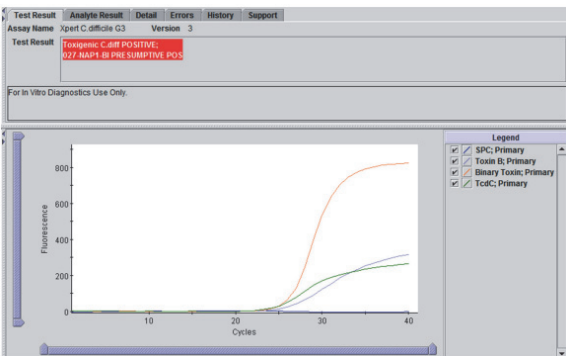 Test Result Analyte Result Detail Errors History Support
Assay Name Xpert C.difficile G3 Version 3
Test Result Toxigenic C.diff POSITIVE;
027-NAP1-BI PRESUMPTIVE POS
For In Vitro Diagnostics Use Only.
Legend
SPC; Primary
Toxin B; Primary
Binary Toxin; Primary
TcdC; Primary
Fluorescence
800
600
400
200
0
10 20 30 40
Cycles